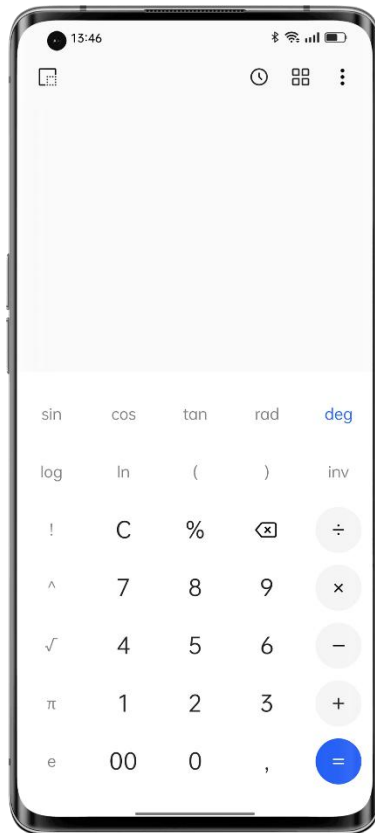 13:46
sin cos tan rad deg
log ln ( ) inv
! C % ÷
^ 7 8 9 ×
√ 4 5 6 −
π 1 2 3 +
e 00 0 , =